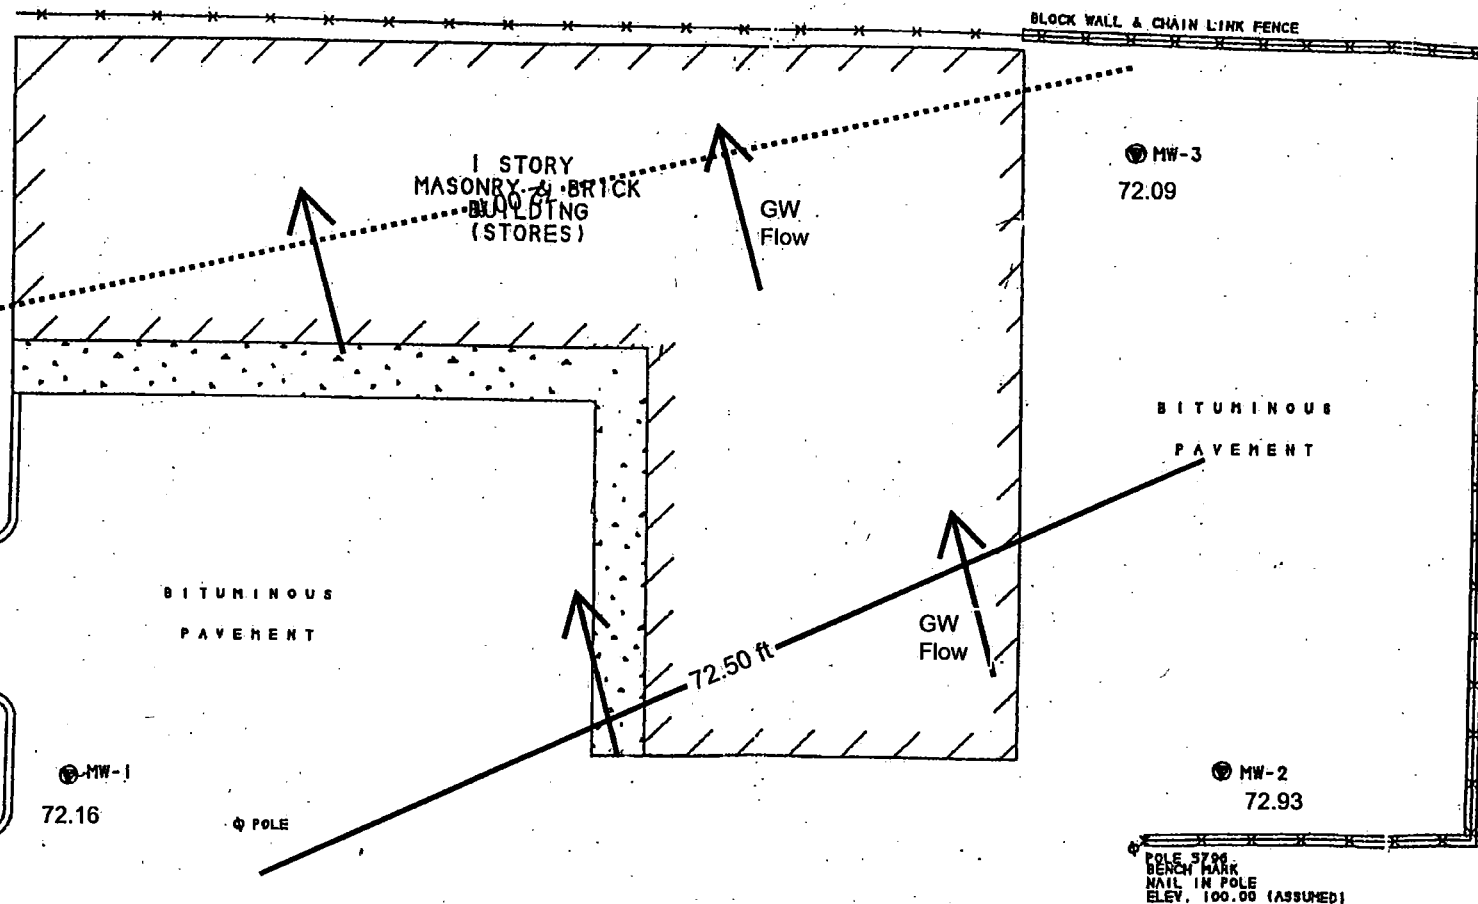 BLOCK WALL & CHAIN LINK FENCE
MW-3
72.09
1 STORY
MASONRY & BRICK
BUILDING
(STORES)
GW
Flow
BITUMINOUS
PAVEMENT
BITUMINOUS
PAVEMENT
GW
Flow
72.50 ft
MW-1
72.16
POLE
MW-2
72.93
POLE 3796
BENCH MARK
NAIL IN POLE
ELEV. 100.00 (ASSUMED)